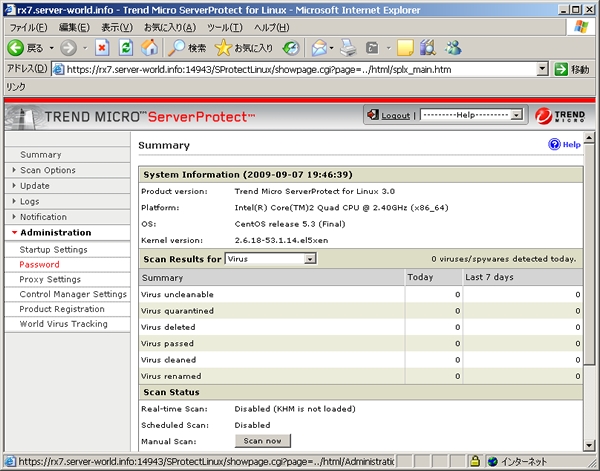 rx7.server-world.info - Trend Micro ServerProtect for Linux - Microsoft Internet Explorer
ファイル(F) 編集(E) 表示(V) お気に入り(A) ツール(T) ヘルプ(H)
戻る 検索 お気に入り
アドレス(D) https://rx7.server-world.info:14943/SProtectLinux/showpage.cgi?page=../html/splx_main.htm 移動
リンク
TREND MICRO™ ServerProtect™ Logout | ---------Help--------- TREND MICRO
Summary Help
Summary
Scan Options
Update
Logs
Notification
Administration
Startup Settings
Password
Proxy Settings
Control Manager Settings
Product Registration
World Virus Tracking
System Information (2009-09-07 19:46:39)
Product version: Trend Micro ServerProtect for Linux 3.0
Platform: Intel(R) Core(TM)2 Quad CPU @ 2.40GHz (x86_64)
OS: CentOS release 5.3 (Final)
Kernel version: 2.6.18-53.1.14.el5xen
Scan Results for Virus 0 viruses/spywares detected today.
Summary Today Last 7 days
Virus uncleanable 0 0
Virus quarantined 0 0
Virus deleted 0 0
Virus passed 0 0
Virus cleaned 0 0
Virus renamed 0 0
Scan Status
Real-time Scan: Disabled (KHM is not loaded)
Scheduled Scan: Disabled
Manual Scan: Scan now
https://rx7.server-world.info:14943/SProtectLinux/showpage.cgi?page=../html/Administratio インターネット